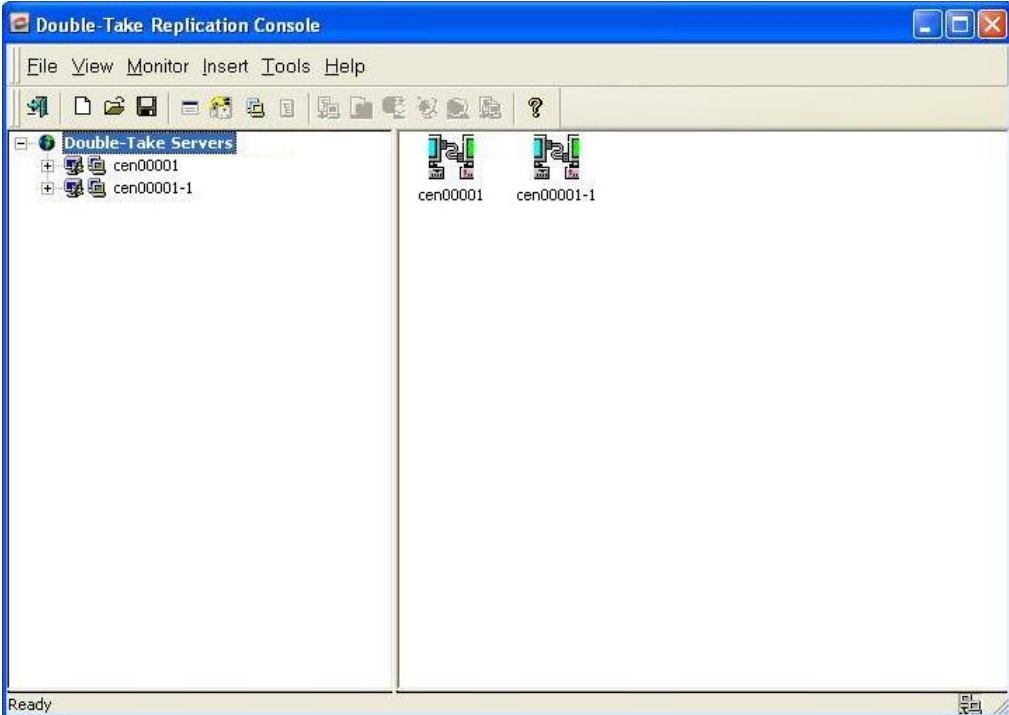 Double-Take Replication Console
File View Monitor Insert Tools Help
Double-Take Servers
cen00001
cen00001-1
cen00001 cen00001-1
Ready